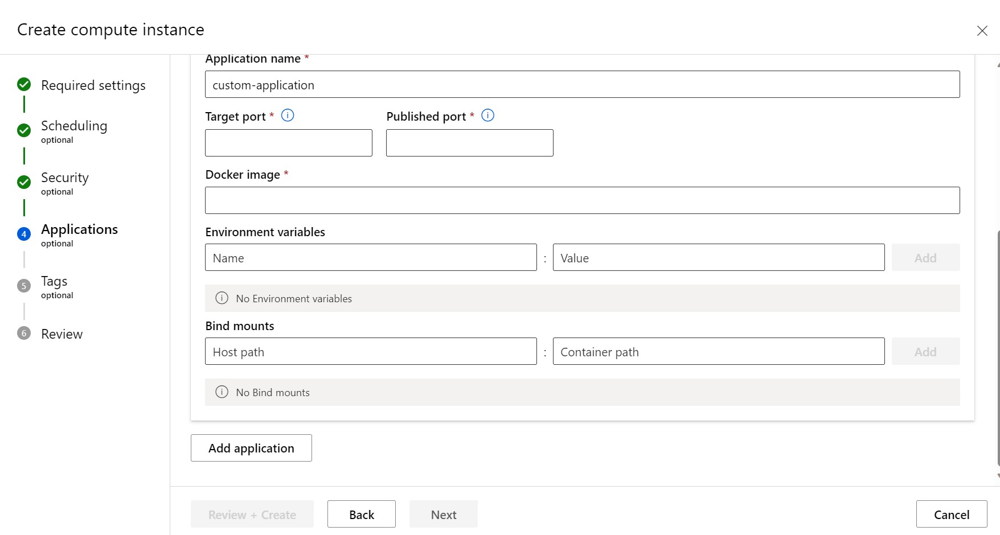 Create compute instance
Required settings
Scheduling
optional
Security
optional
4 Applications
optional
5 Tags
optional
6 Review
Application name *
custom-application
Target port * Published port *
Docker image *
Environment variables
Name : Value Add
No Environment variables
Bind mounts
Host path : Container path Add
No Bind mounts
Add application
Review + Create Back Next Cancel